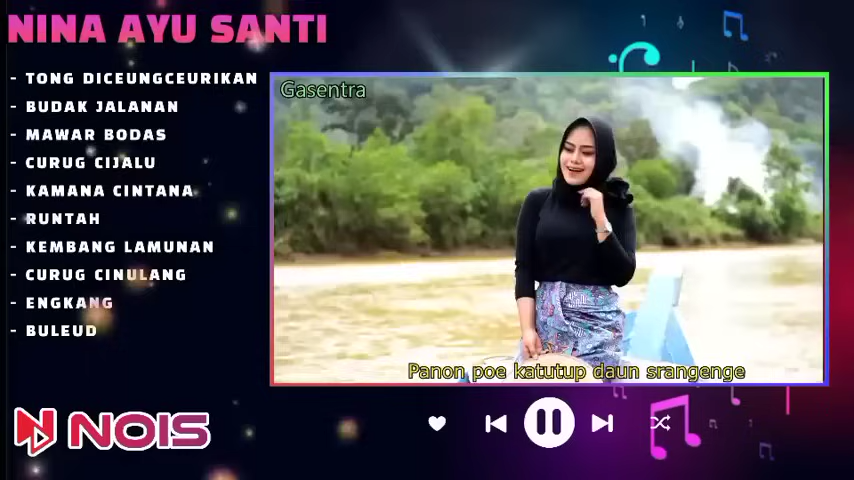 NINA AYU SANTI
- TONG DICEUNGCEURIKAN
- BUDAK JALANAN
- MAWAR BODAS
- CURUG CIJALU
- KAMANA CINTANA
- RUNTAH
- KEMBANG LAMUNAN
- CURUG CINULANG
- ENGKANG
- BULEUD
Gasentra
Panon poe katutup daun srangenge
NOIS